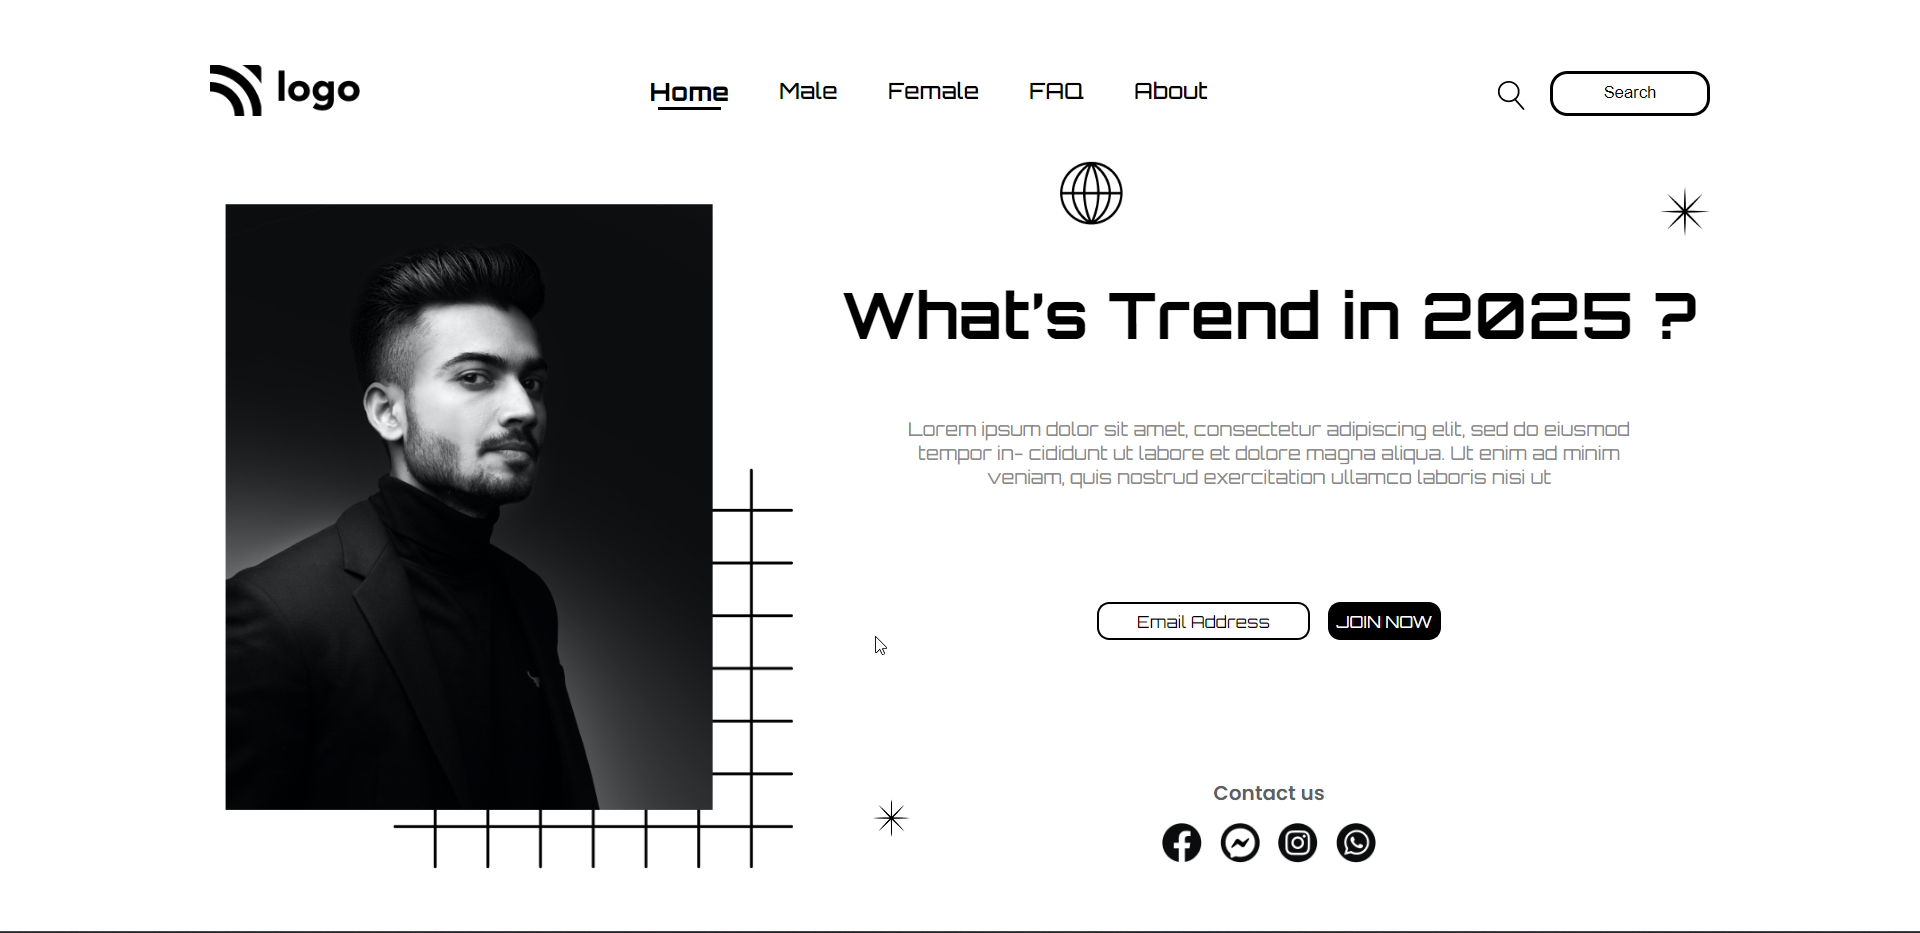 logo
Home Male Female FAQ About
Search
What's Trend in 2025 ?
Lorem ipsum dolor sit amet, consectetur adipiscing elit, sed do eiusmod
tempor in- cididunt ut labore et dolore magna aliqua. Ut enim ad minim
veniam, quis nostrud exercitation ullamco laboris nisi ut
Email Address
JOIN NOW
Contact us